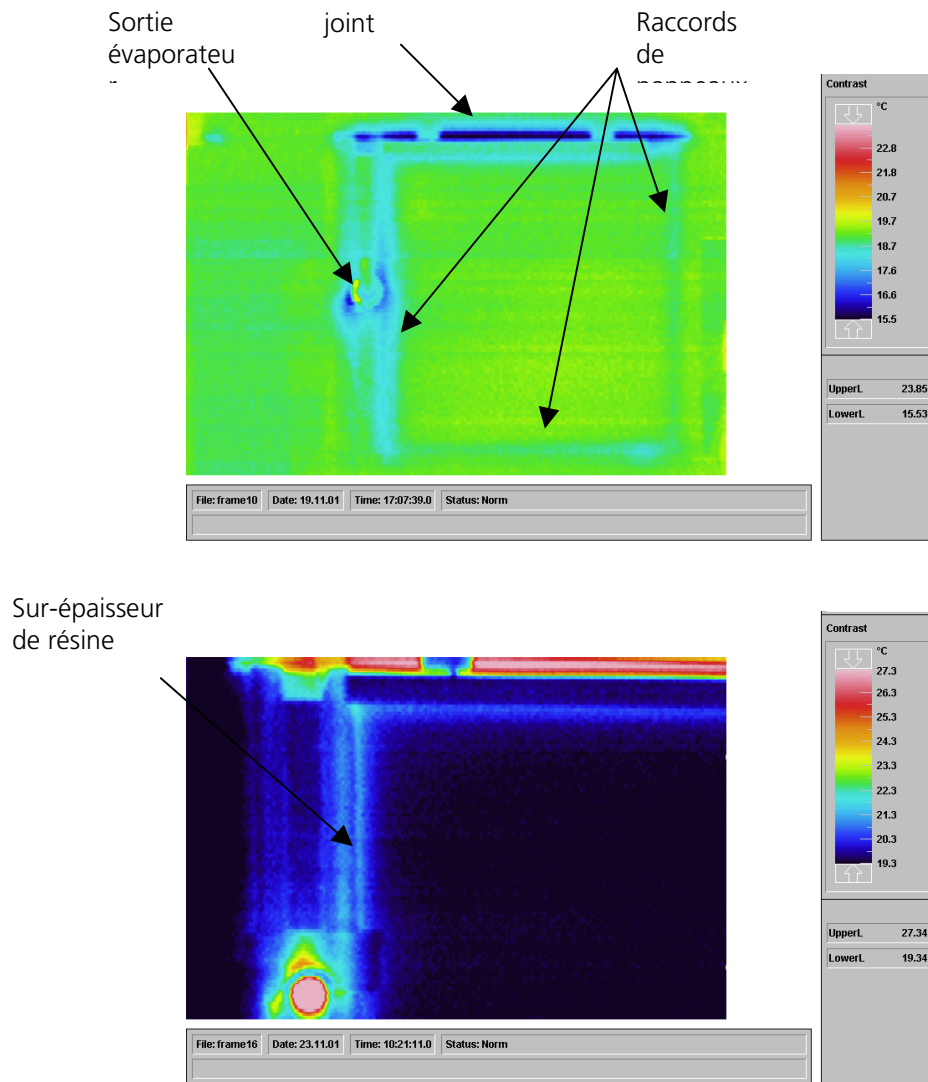 Sortie
évaporateu
joint
Raccords
de
Contrast
°C
22.8
21.8
20.7
19.7
18.7
17.6
16.6
15.5
UpperL 23.85
LowerL 15.53
File: frame10 Date: 19.11.01 Time: 17:07:39.0 Status: Norm
Sur-épaisseur
de résine
Contrast
°C
27.3
26.3
25.3
24.3
23.3
22.3
21.3
20.3
19.3
UpperL 27.34
LowerL 19.34
File: frame16 Date: 23.11.01 Time: 10:21:11.0 Status: Norm